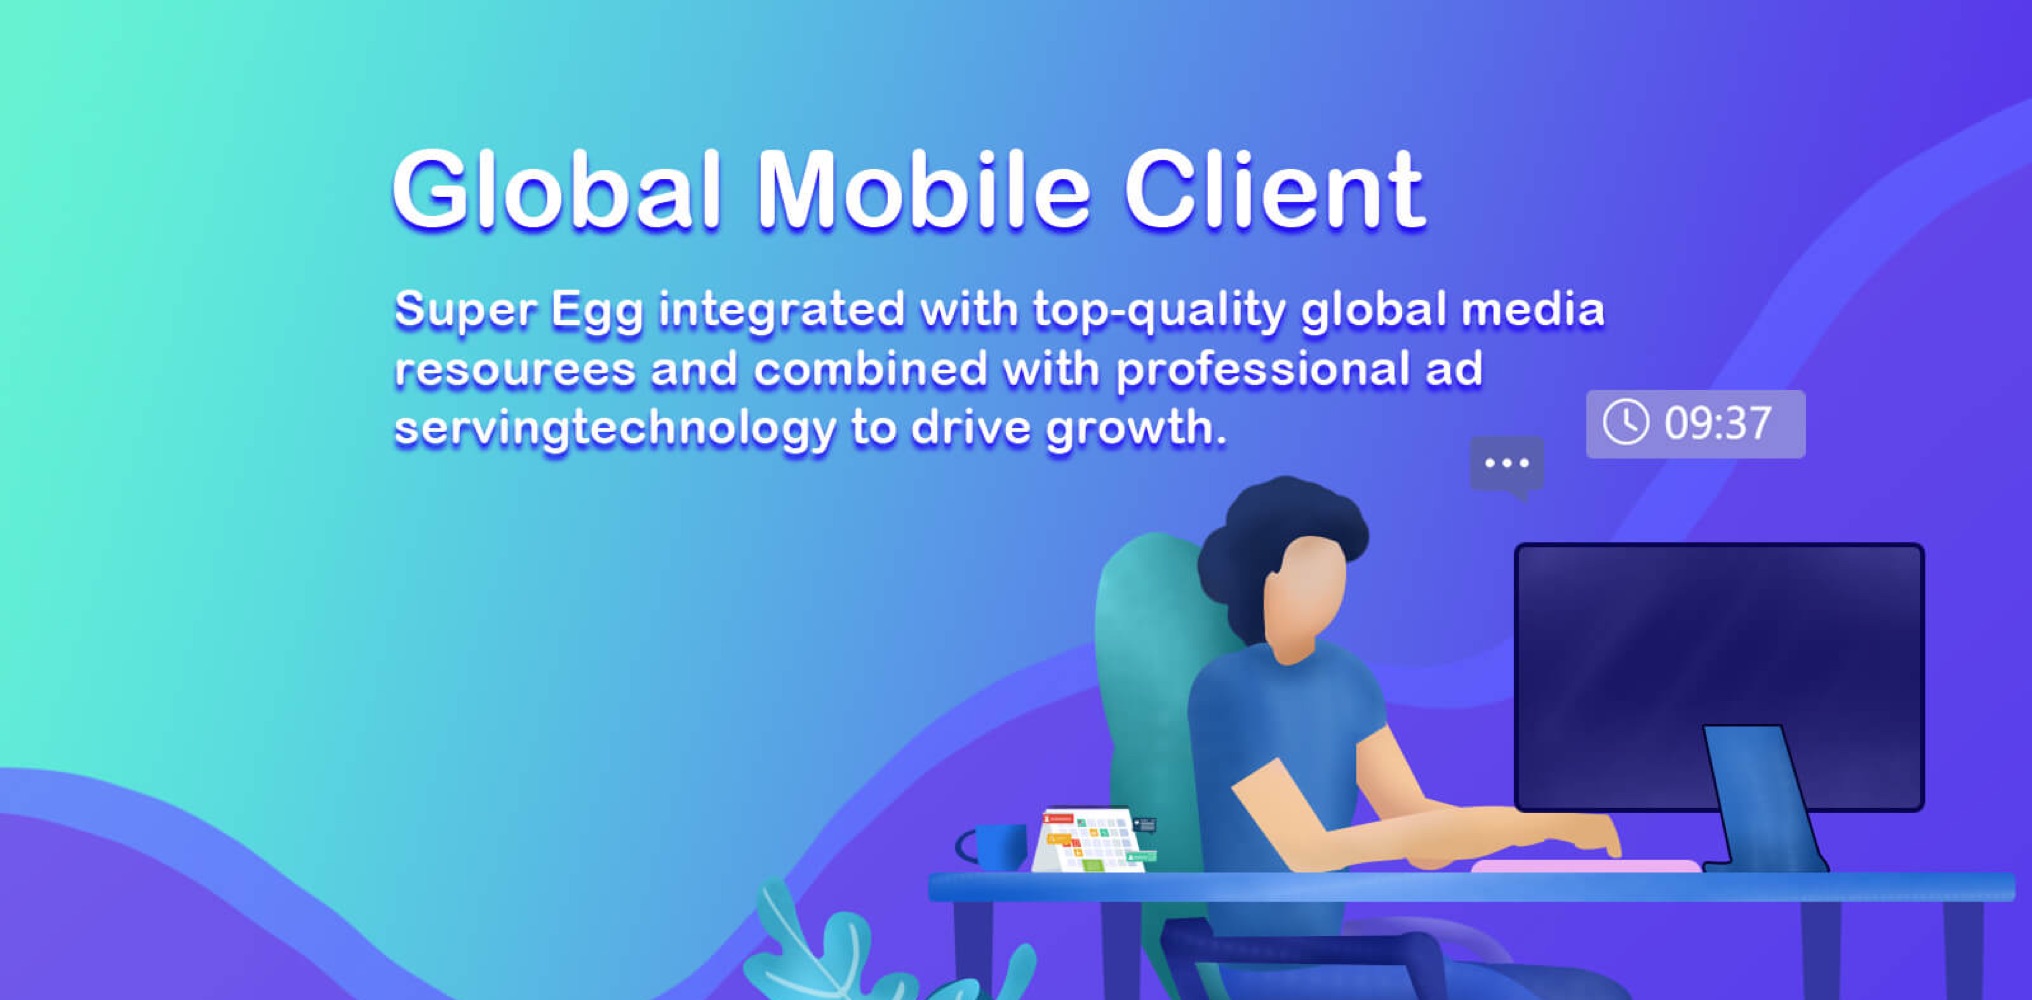 Global Mobile Client
Super Egg integrated with top-quality global media
resourees and combined with professional ad
servingtechnology to drive growth.
09:37